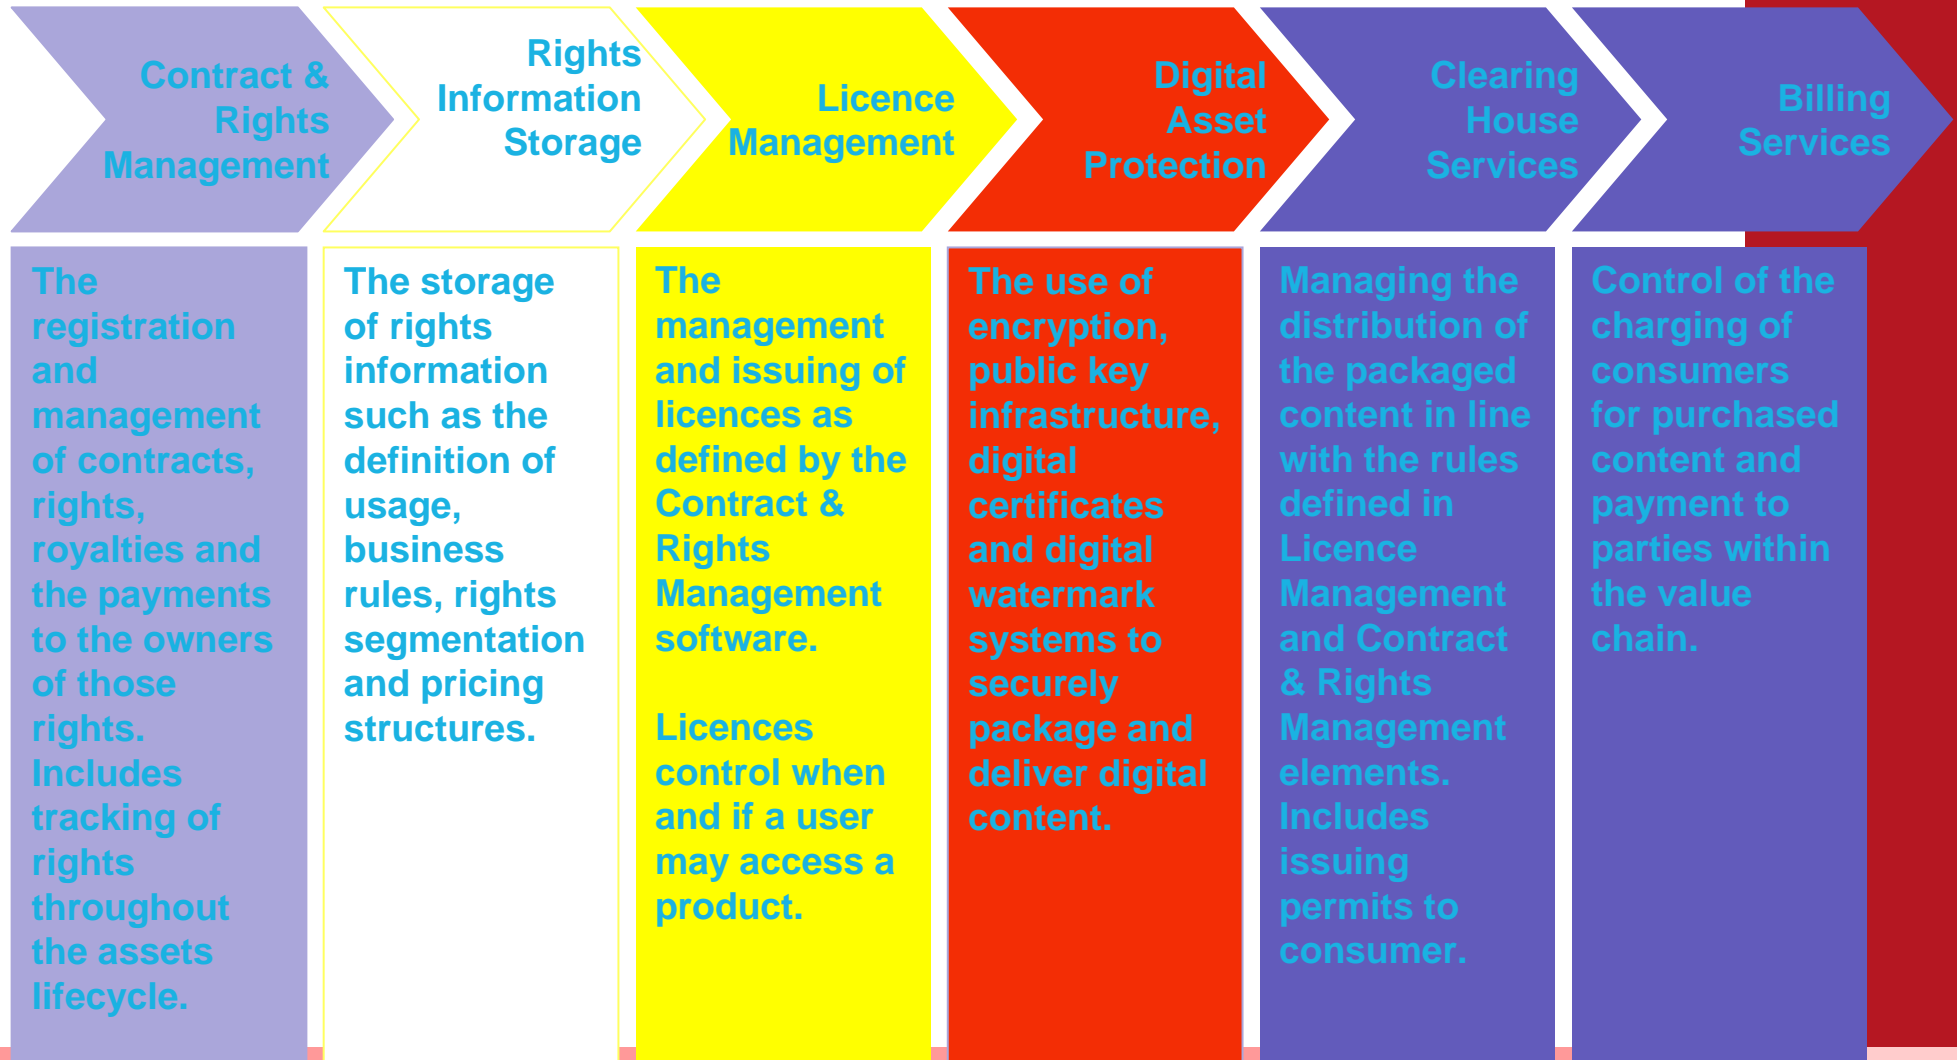 Contract &
Rights
Management
Rights
Information
Storage
Licence
Management
Digital
Asset
Protection
Clearing
House
Services
Billing
Services
The
registration
and
management
of contracts,
rights,
royalties and
the payments
to the owners
of those
rights.
Includes
tracking of
rights
throughout
the assets
lifecycle.
The storage
of rights
information
such as the
definition of
usage,
business
rules, rights
segmentation
and pricing
structures.
The
management
and issuing of
licences as
defined by the
Contract &
Rights
Management
software.
Licences
control when
and if a user
may access a
product.
The use of
encryption,
public key
infrastructure,
digital
certificates
and digital
watermark
systems to
securely
package and
deliver digital
content.
Managing the
distribution of
the packaged
content in line
with the rules
defined in
Licence
Management
and Contract
& Rights
Management
elements.
Includes
issuing
permits to
consumer.
Control of the
charging of
consumers
for purchased
content and
payment to
parties within
the value
chain.